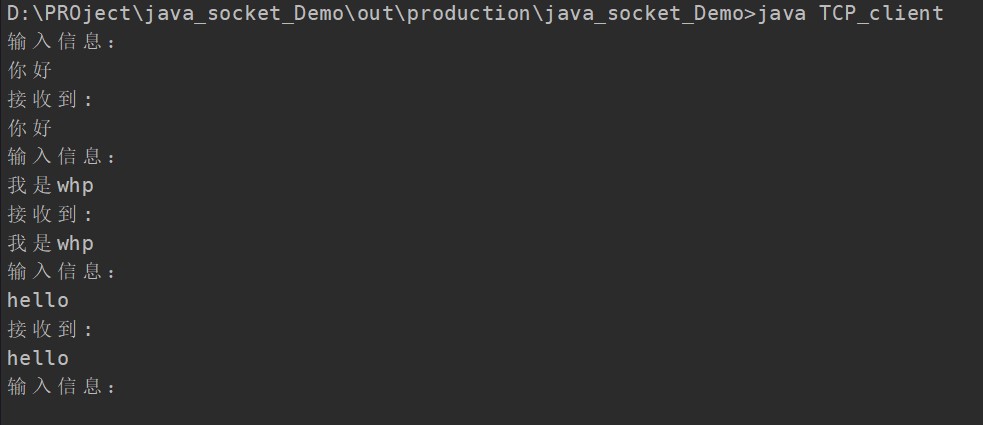 D:\PROject\java_socket_Demo\out\production\java_socket_Demo>java TCP_client
输入信息:
你好
接收到:
你好
输入信息:
我是whp
接收到:
我是whp
输入信息:
hello
接收到:
hello
输入信息: